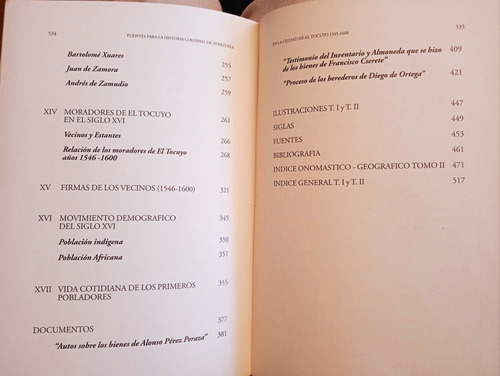 534 FUENTES PARA LA HISTORIA COLONIAL DE VENEZUELA
Bartolomé Xuares 255
Juan de Zamora 257
Andrés de Zamudio 259
XIV MORADORES DE EL TOCUYO 261
EN EL SIGLO XVI
Vecinos y Estantes 266
Relación de los moradores de El Tocuyo 268
años 1546 -1600
XV FIRMAS DE LOS VECINOS (1546-1600) 321
XVI MOVIMIENTO DEMOGRAFICO 345
DEL SIGLO XVI
Población indígena 350
Población Africana 351
XVII VIDA COTIDIANA DE LOS PRIMEROS 355
POBLADORES
DOCUMENTOS 377
"Autos sobre los bienes de Alonso Pérez Peraza" 381
EN LA CIUDAD DE EL TOCUYO 1545-1600 535
"Testimonio del Inventario y Almoneda que se hizo 409
de los bienes de Francisco Cserete"
"Proceso de los herederos de Diego de Ortega" 421
ILUSTRACIONES T. I y T. II 447
SIGLAS 449
FUENTES 453
BIBLIOGRAFIA 461
INDICE ONOMASTICO - GEOGRAFICO TOMO II 471
INDICE GENERAL T. I y T. II 517